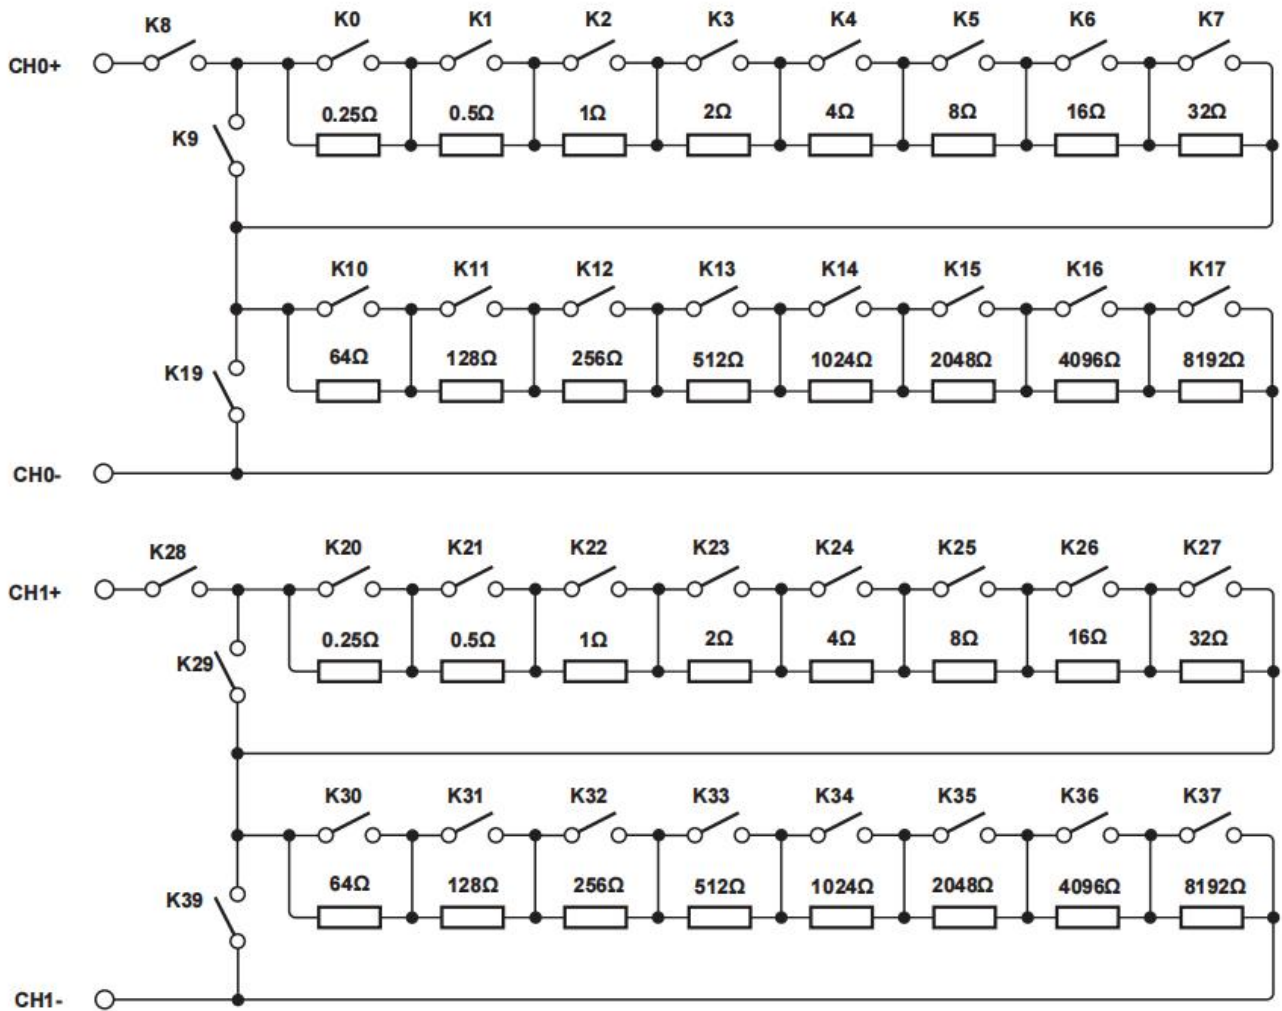 K8 K0 K1 K2 K3 K4 K5 K6 K7
CH0+
0.25Ω 0.5Ω 1Ω 2Ω 4Ω 8Ω 16Ω 32Ω
K9
K10 K11 K12 K13 K14 K15 K16 K17
64Ω 128Ω 256Ω 512Ω 1024Ω 2048Ω 4096Ω 8192Ω
K19
CH0-
K28 K20 K21 K22 K23 K24 K25 K26 K27
CH1+
0.25Ω 0.5Ω 1Ω 2Ω 4Ω 8Ω 16Ω 32Ω
K29
K30 K31 K32 K33 K34 K35 K36 K37
64Ω 128Ω 256Ω 512Ω 1024Ω 2048Ω 4096Ω 8192Ω
K39
CH1-